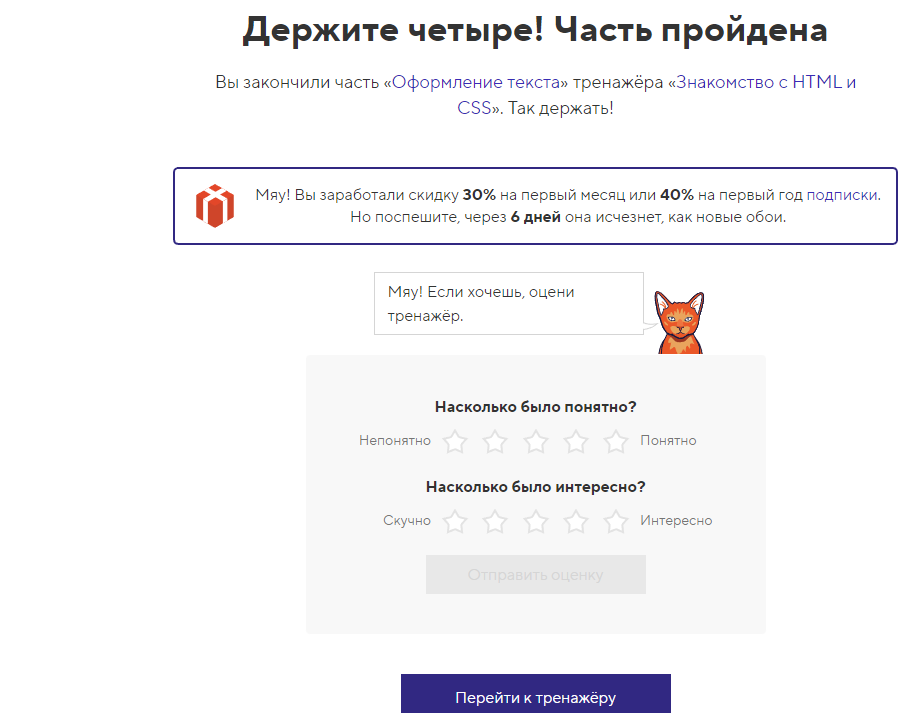 Держите четыре! Часть пройдена
Вы закончили часть «Оформление текста» тренажёра «Знакомство с HTML и
CSS». Так держать!
Мяу! Вы заработали скидку 30% на первый месяц или 40% на первый год подписки.
Но поспешите, через 6 дней она исчезнет, как новые обои.
Мяу! Если хочешь, оцени
тренажёр.
Насколько было понятно?
Непонятно Понятно
Насколько было интересно?
Скучно Интересно
Отправить оценку
Перейти к тренажёру